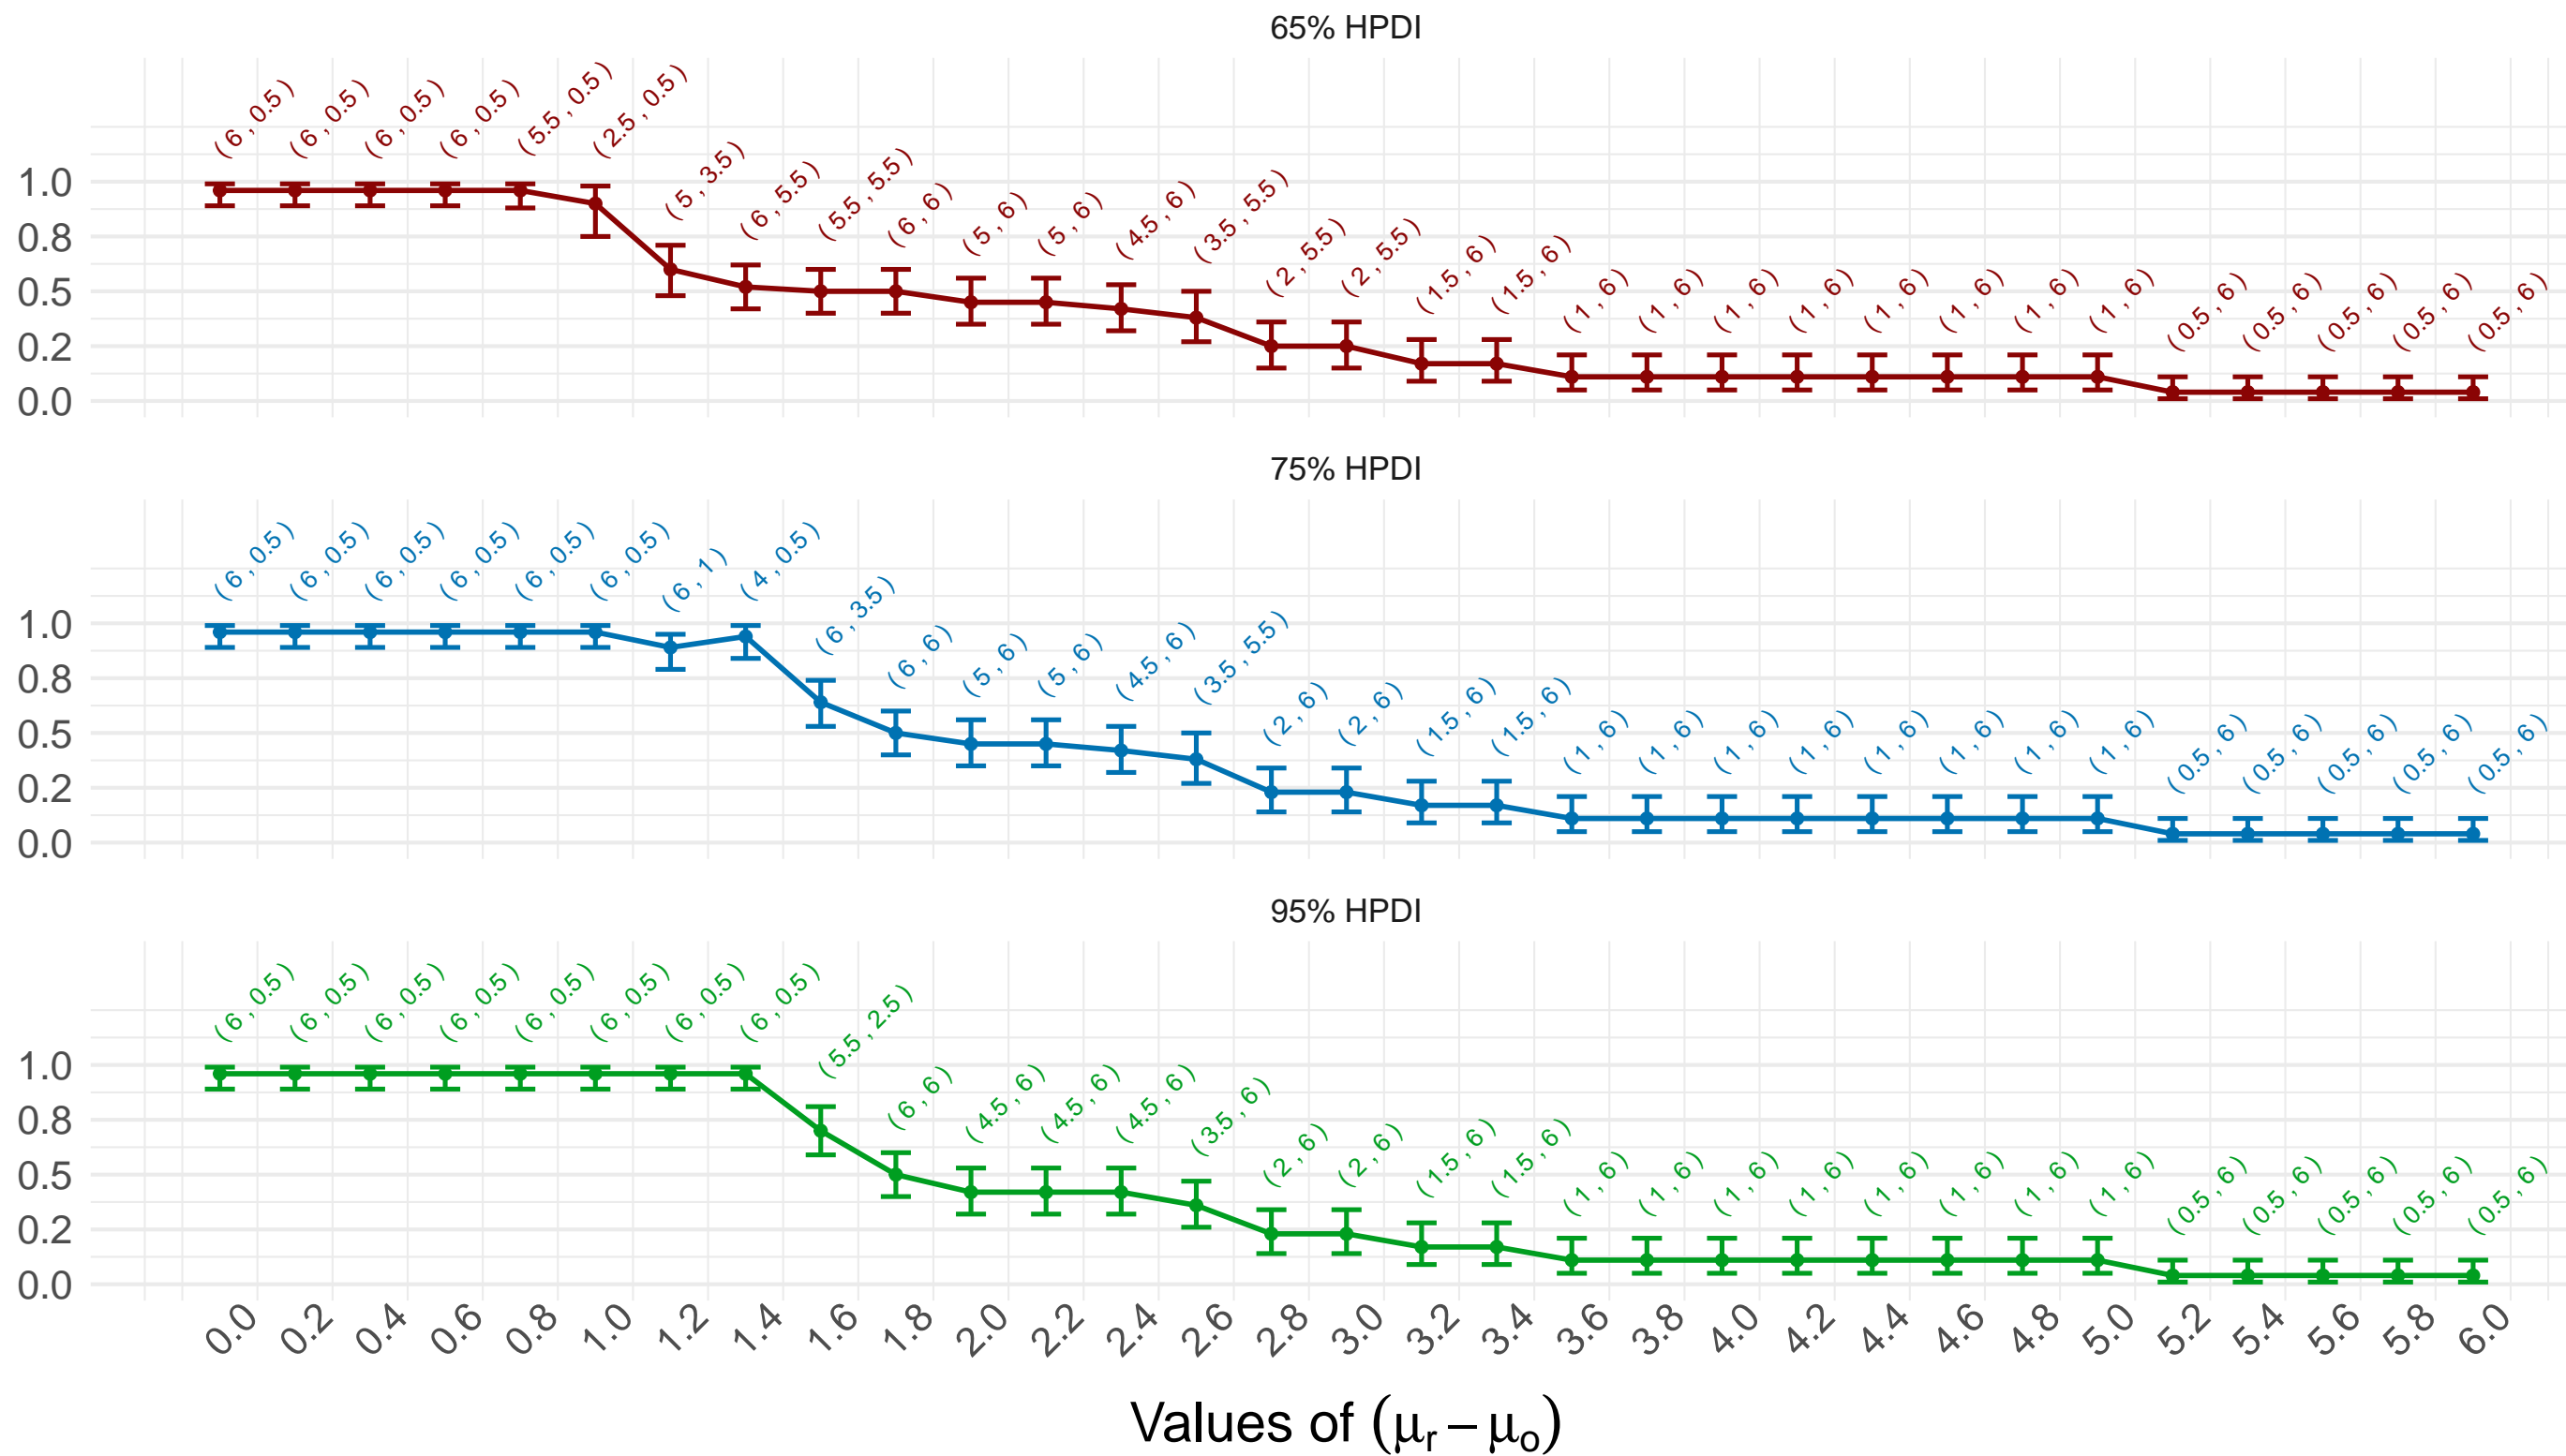 65% HPDI
( 6 , 0.5 ) ( 6 , 0.5 ) ( 6 , 0.5 ) ( 6 , 0.5 ) ( 5.5 , 0.5 ) ( 2.5 , 0.5 ) ( 5 , 3.5 ) ( 6 , 5.5 ) ( 5.5 , 5.5 ) ( 6 , 6 ) ( 5 , 6 ) ( 5 , 6 ) ( 4.5 , 6 ) ( 3.5 , 5.5 ) ( 2 , 5.5 ) ( 2 , 5.5 ) ( 1.5 , 6 ) ( 1.5 , 6 ) ( 1 , 6 ) ( 1 , 6 ) ( 1 , 6 ) ( 1 , 6 ) ( 1 , 6 ) ( 1 , 6 ) ( 1 , 6 ) ( 1 , 6 ) ( 0.5 , 6 ) ( 0.5 , 6 ) ( 0.5 , 6 ) ( 0.5 , 6 ) ( 0.5 , 6 )
1.0
0.8
0.5
0.2
0.0
75% HPDI
( 6 , 0.5 ) ( 6 , 0.5 ) ( 6 , 0.5 ) ( 6 , 0.5 ) ( 6 , 0.5 ) ( 6 , 0.5 ) ( 6 , 1 ) ( 4 , 0.5 ) ( 6 , 3.5 ) ( 6 , 6 ) ( 5 , 6 ) ( 5 , 6 ) ( 4.5 , 6 ) ( 3.5 , 5.5 ) ( 2 , 6 ) ( 2 , 6 ) ( 1.5 , 6 ) ( 1.5 , 6 ) ( 1 , 6 ) ( 1 , 6 ) ( 1 , 6 ) ( 1 , 6 ) ( 1 , 6 ) ( 1 , 6 ) ( 1 , 6 ) ( 1 , 6 ) ( 0.5 , 6 ) ( 0.5 , 6 ) ( 0.5 , 6 ) ( 0.5 , 6 ) ( 0.5 , 6 )
1.0
0.8
0.5
0.2
0.0
95% HPDI
( 6 , 0.5 ) ( 6 , 0.5 ) ( 6 , 0.5 ) ( 6 , 0.5 ) ( 6 , 0.5 ) ( 6 , 0.5 ) ( 6 , 0.5 ) ( 6 , 0.5 ) ( 5.5 , 2.5 ) ( 6 , 6 ) ( 4.5 , 6 ) ( 4.5 , 6 ) ( 4.5 , 6 ) ( 3.5 , 6 ) ( 2 , 6 ) ( 2 , 6 ) ( 1.5 , 6 ) ( 1.5 , 6 ) ( 1 , 6 ) ( 1 , 6 ) ( 1 , 6 ) ( 1 , 6 ) ( 1 , 6 ) ( 1 , 6 ) ( 1 , 6 ) ( 1 , 6 ) ( 0.5 , 6 ) ( 0.5 , 6 ) ( 0.5 , 6 ) ( 0.5 , 6 ) ( 0.5 , 6 )
1.0
0.8
0.5
0.2
0.0
0.0 0.2 0.4 0.6 0.8 1.0 1.2 1.4 1.6 1.8 2.0 2.2 2.4 2.6 2.8 3.0 3.2 3.4 3.6 3.8 4.0 4.2 4.4 4.6 4.8 5.0 5.2 5.4 5.6 5.8 6.0
Values of (μr − μo)